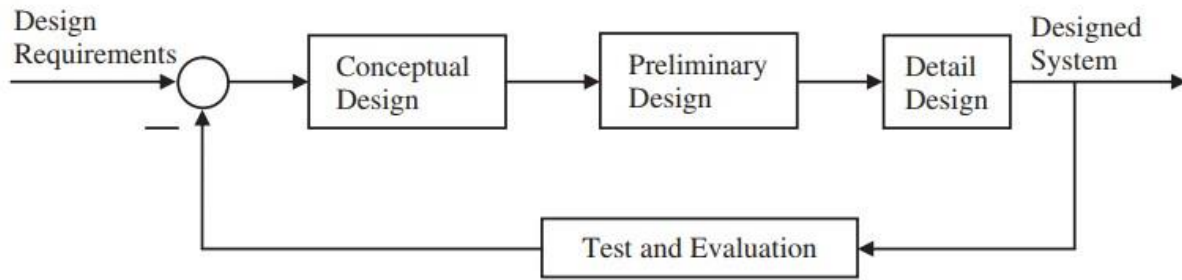 Design
Requirements
Conceptual
Design
Preliminary
Design
Detail
Design
Designed
System
Test and Evaluation